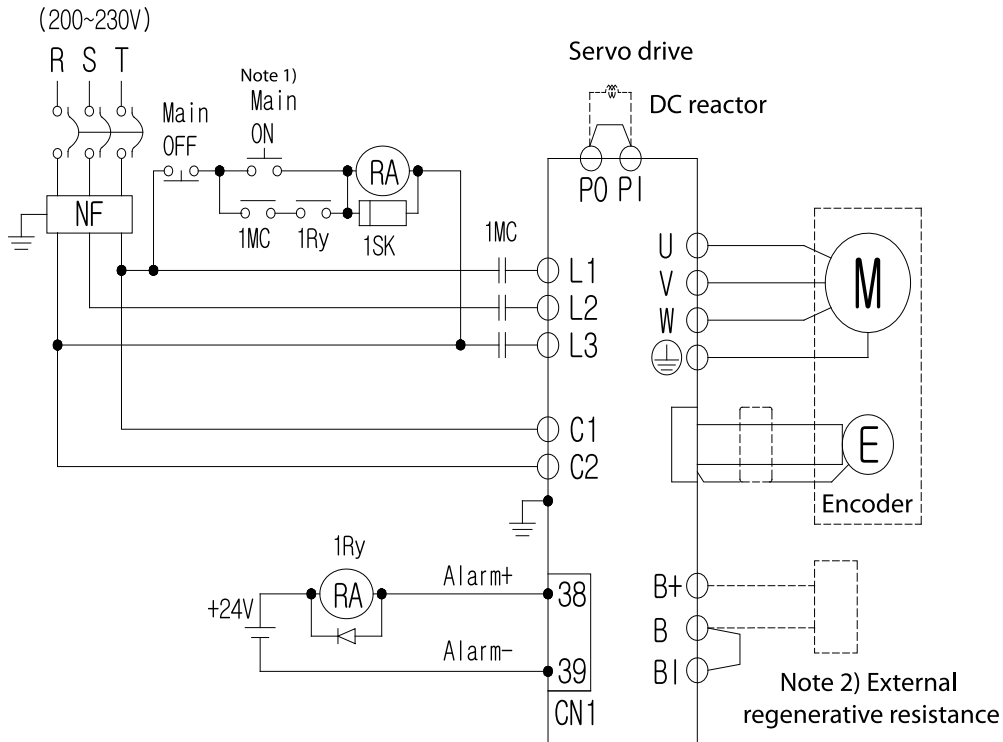 (200~230V)
R S T
Note 1)
Main
ON
Main
OFF
RA
1MC 1Ry 1SK
NF
1MC
L1
L2
L3
C1
C2
Servo drive
DC reactor
PO PI
U
V
W
M
E
Encoder
1Ry
RA
+24V
Alarm+
Alarm-
38
39
CN1
B+
B
BI
Note 2) External
regenerative resistance